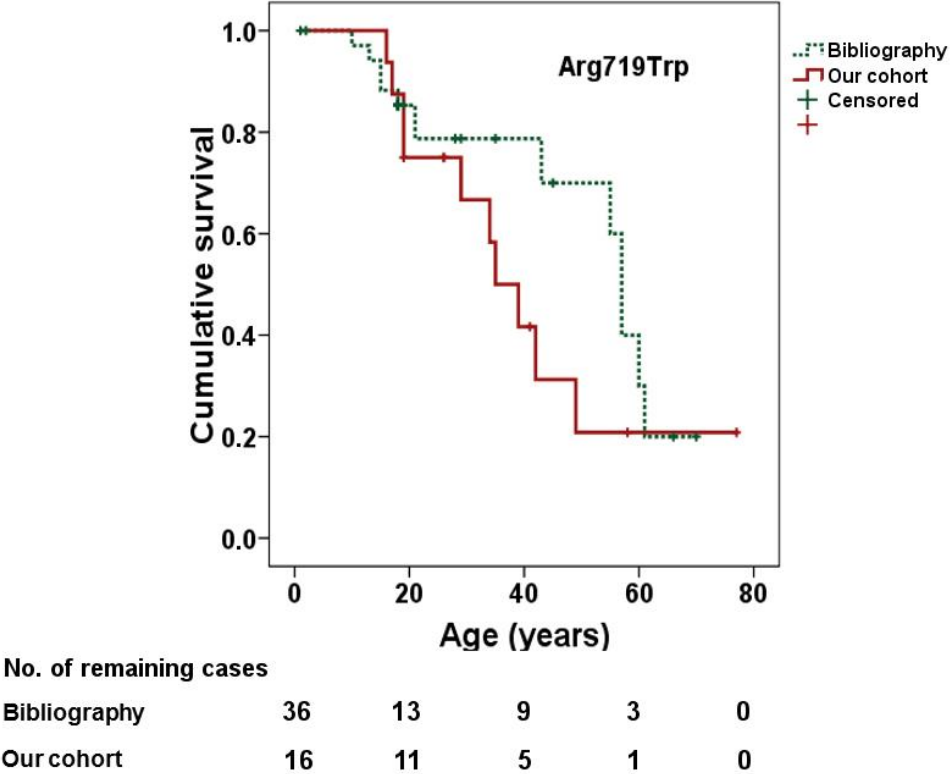 Arg719Trp
Bibliography
Our cohort
Censored
Cumulative survival
1.0
0.8
0.6
0.4
0.2
0.0
0 20 40 60 80
Age (years)
No. of remaining cases
Bibliography 36 13 9 3 0
Our cohort 16 11 5 1 0